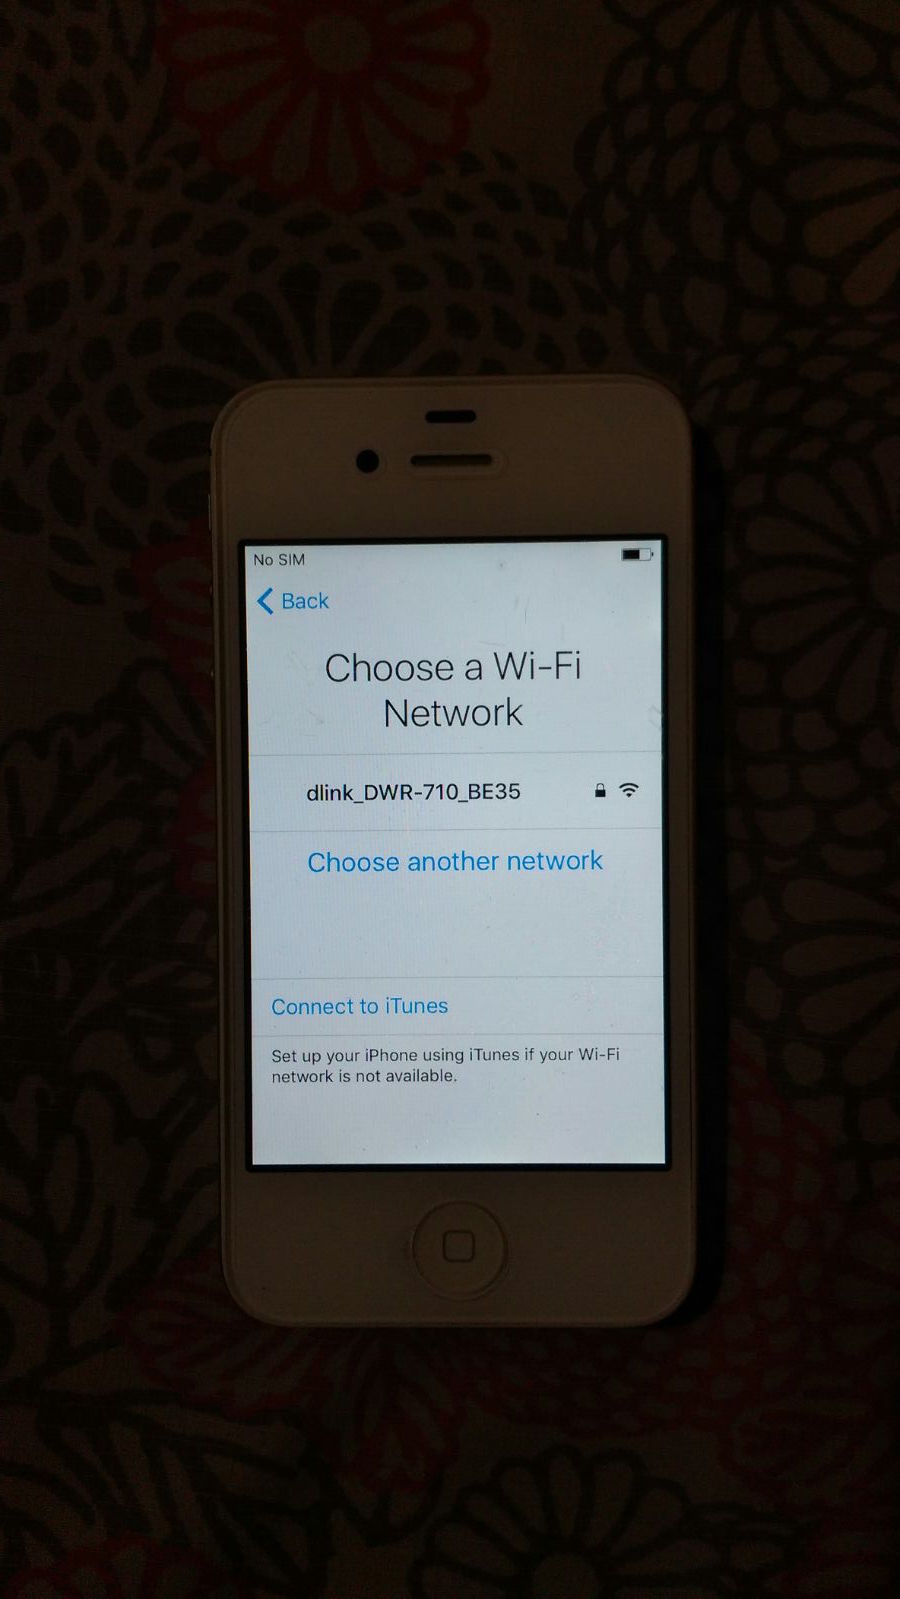 No SIM
Back
Choose a Wi-Fi
Network
dlink_DWR-710_BE35
Choose another network
Connect to iTunes
Set up your iPhone using iTunes if your Wi-Fi
network is not available.